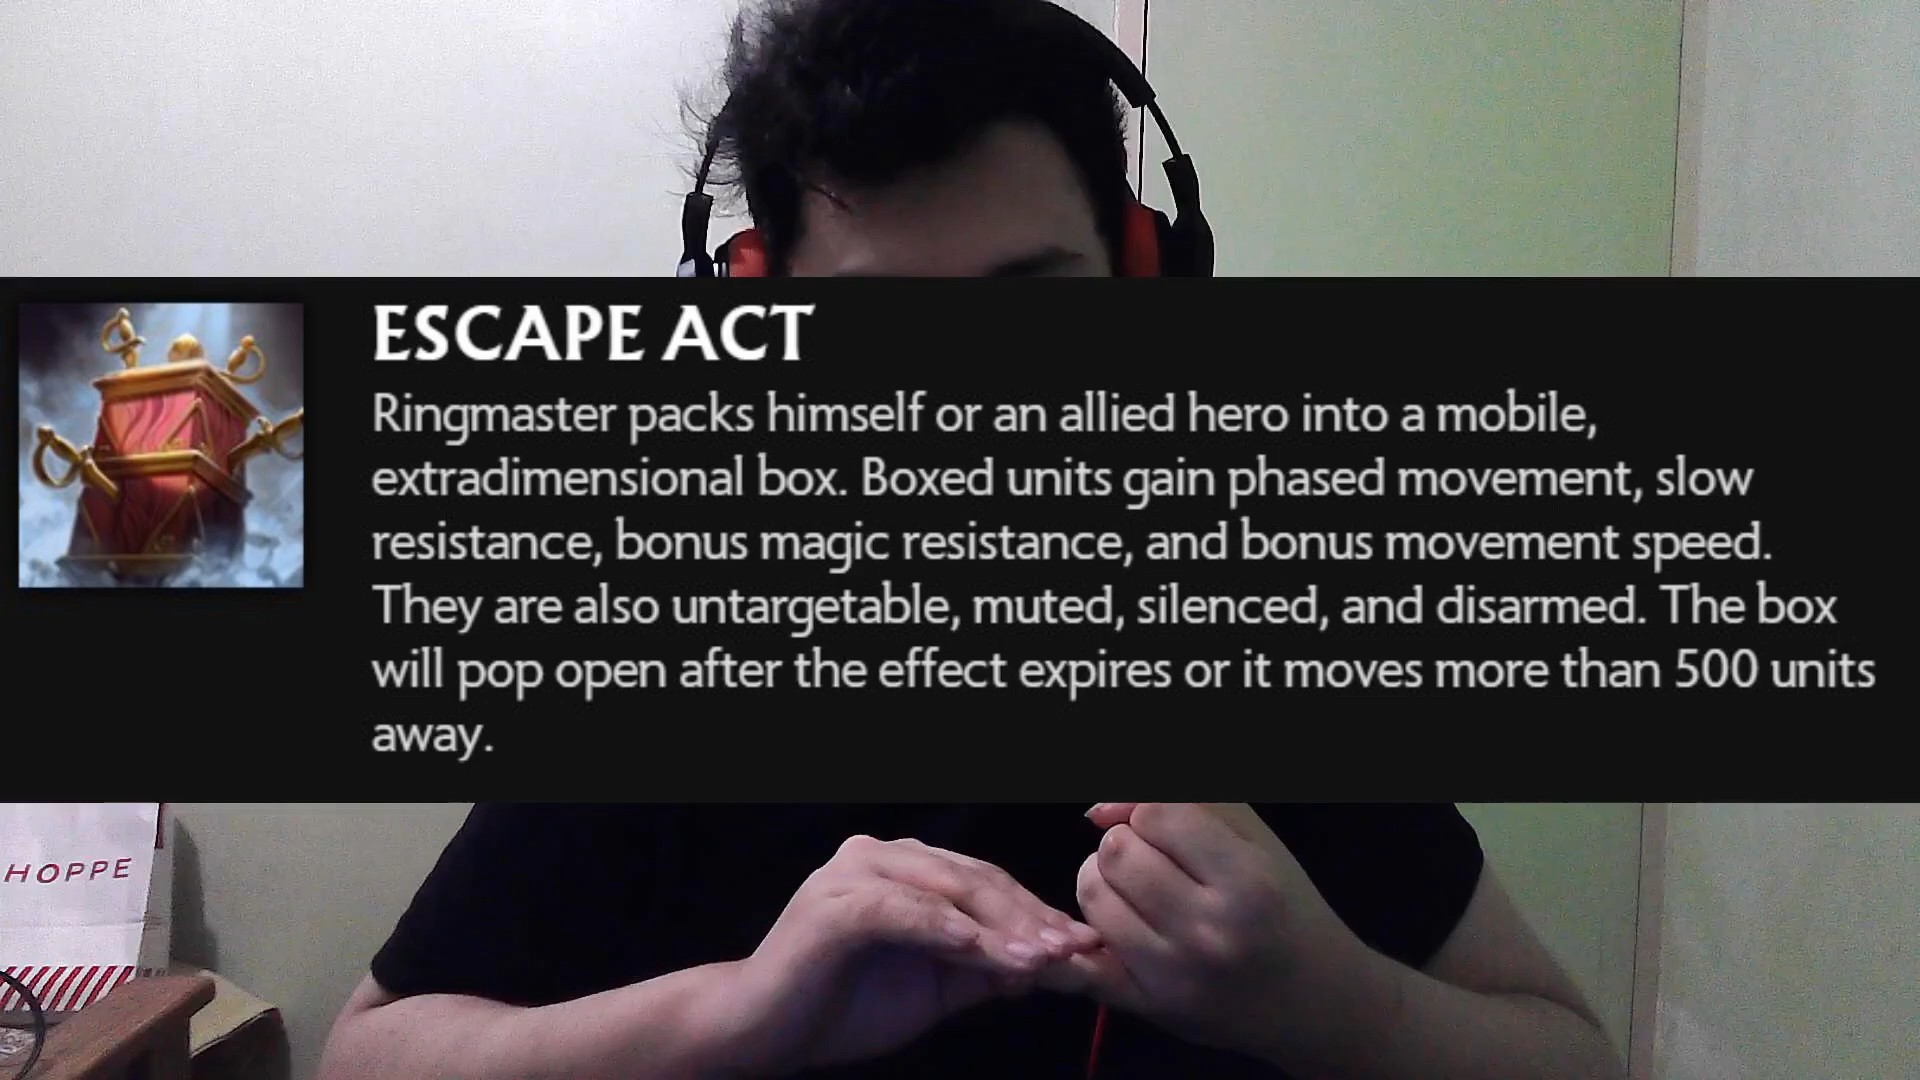 ESCAPE ACT
Ringmaster packs himself or an allied hero into a mobile,
extradimensional box. Boxed units gain phased movement, slow
resistance, bonus magic resistance, and bonus movement speed.
They are also untargetable, muted, silenced, and disarmed. The box
will pop open after the effect expires or it moves more than 500 units
away.
HOPPE